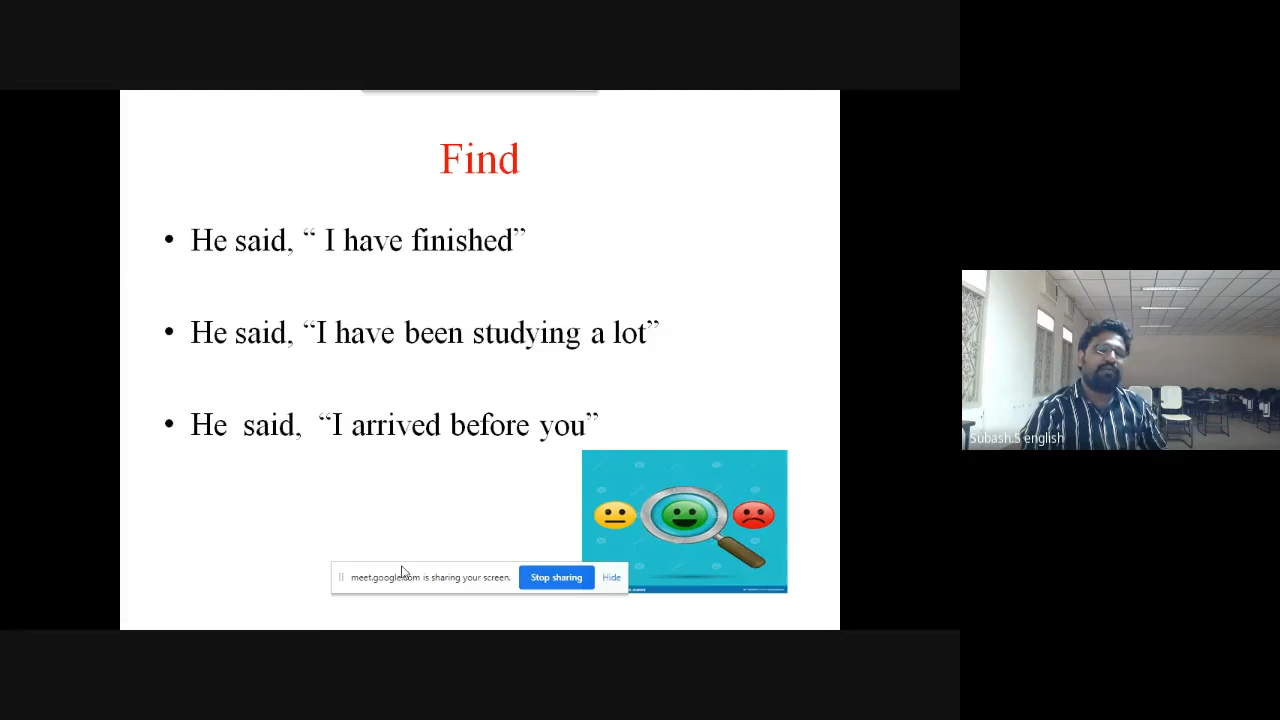 Find
• He said, “ I have finished”
• He said, “I have been studying a lot”
• He said, “I arrived before you”
meet.google.com is sharing your screen.
Stop sharing
Hide
Subash.S english